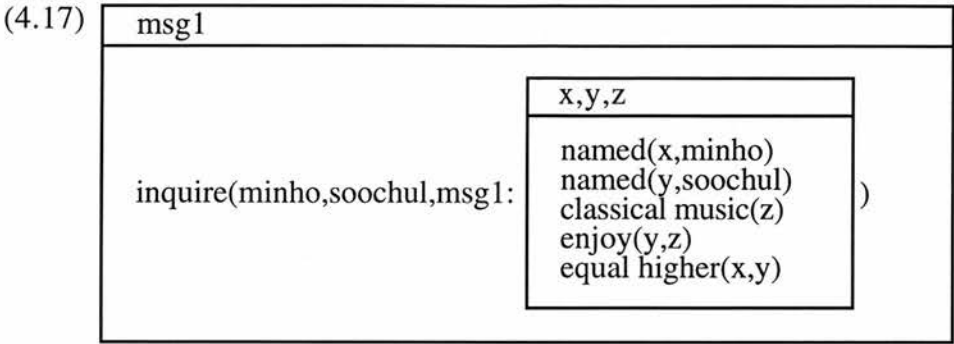 (4.17)
msg1
x,y,z
named(x,minho)
named(y,soochul)
inquire(minho,soochul,msg1: classical music(z) )
enjoy(y,z)
equal higher(x,y)